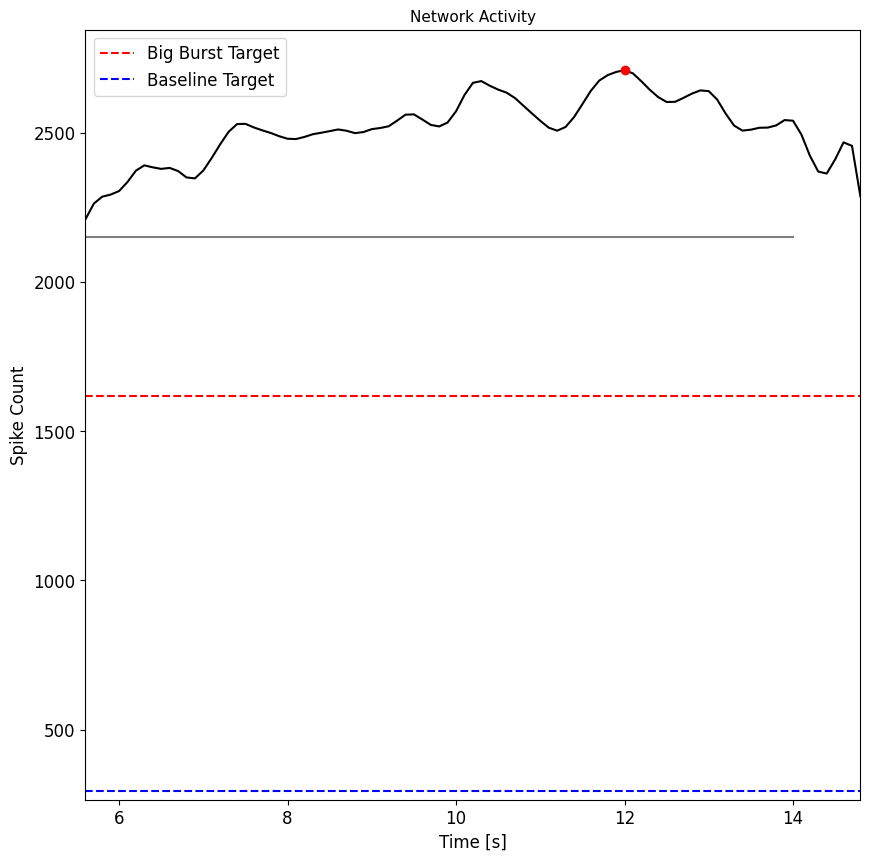 Network Activity
Big Burst Target
Baseline Target
Spike Count
2500
2000
1500
1000
500
6 8 10 12 14
Time [s]